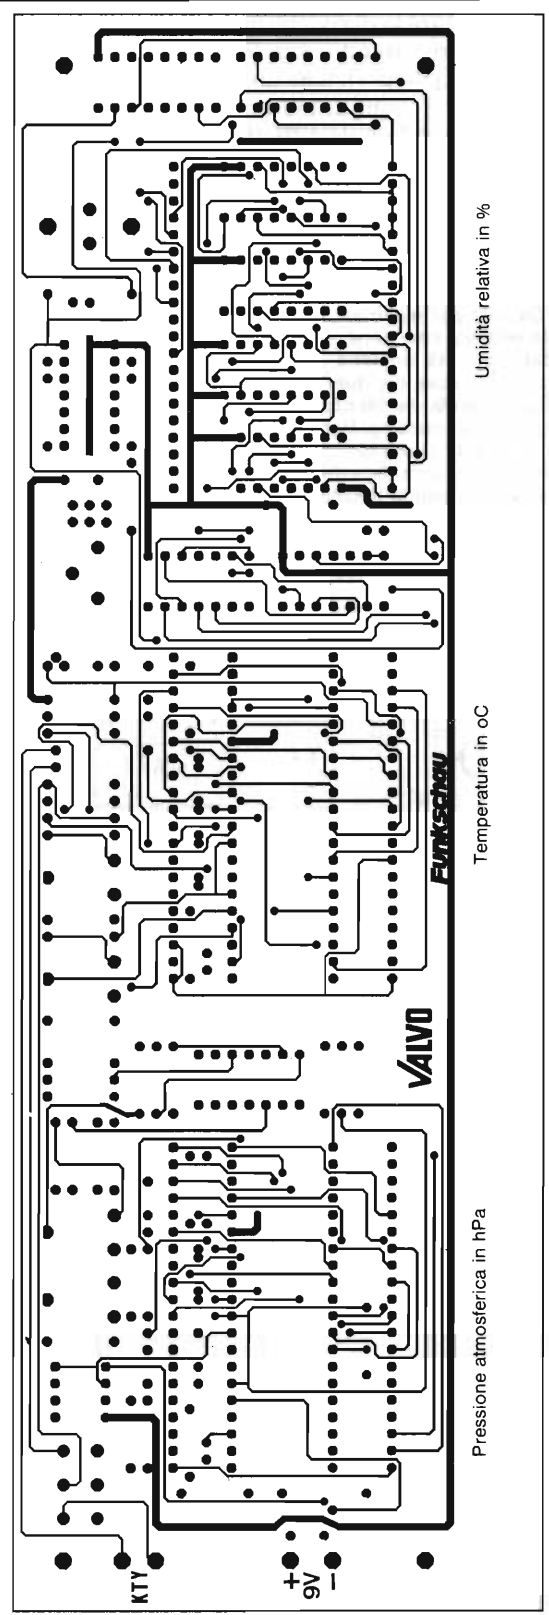 Umidità relativa in %
Temperatura in oC
Funkschau
VALVO
Pressione atmosferica in hPa
KTY
+ 9V –